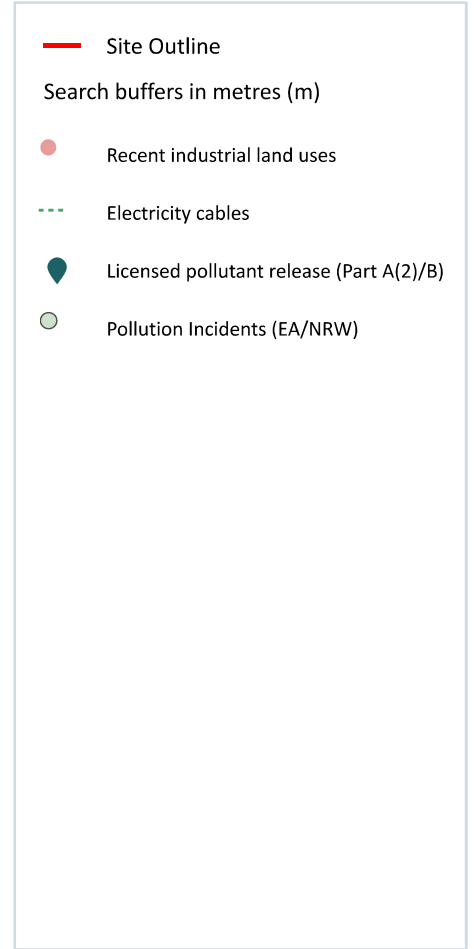 Site Outline
Search buffers in metres (m)
Recent industrial land uses
Electricity cables
Licensed pollutant release (Part A(2)/B)
Pollution Incidents (EA/NRW)